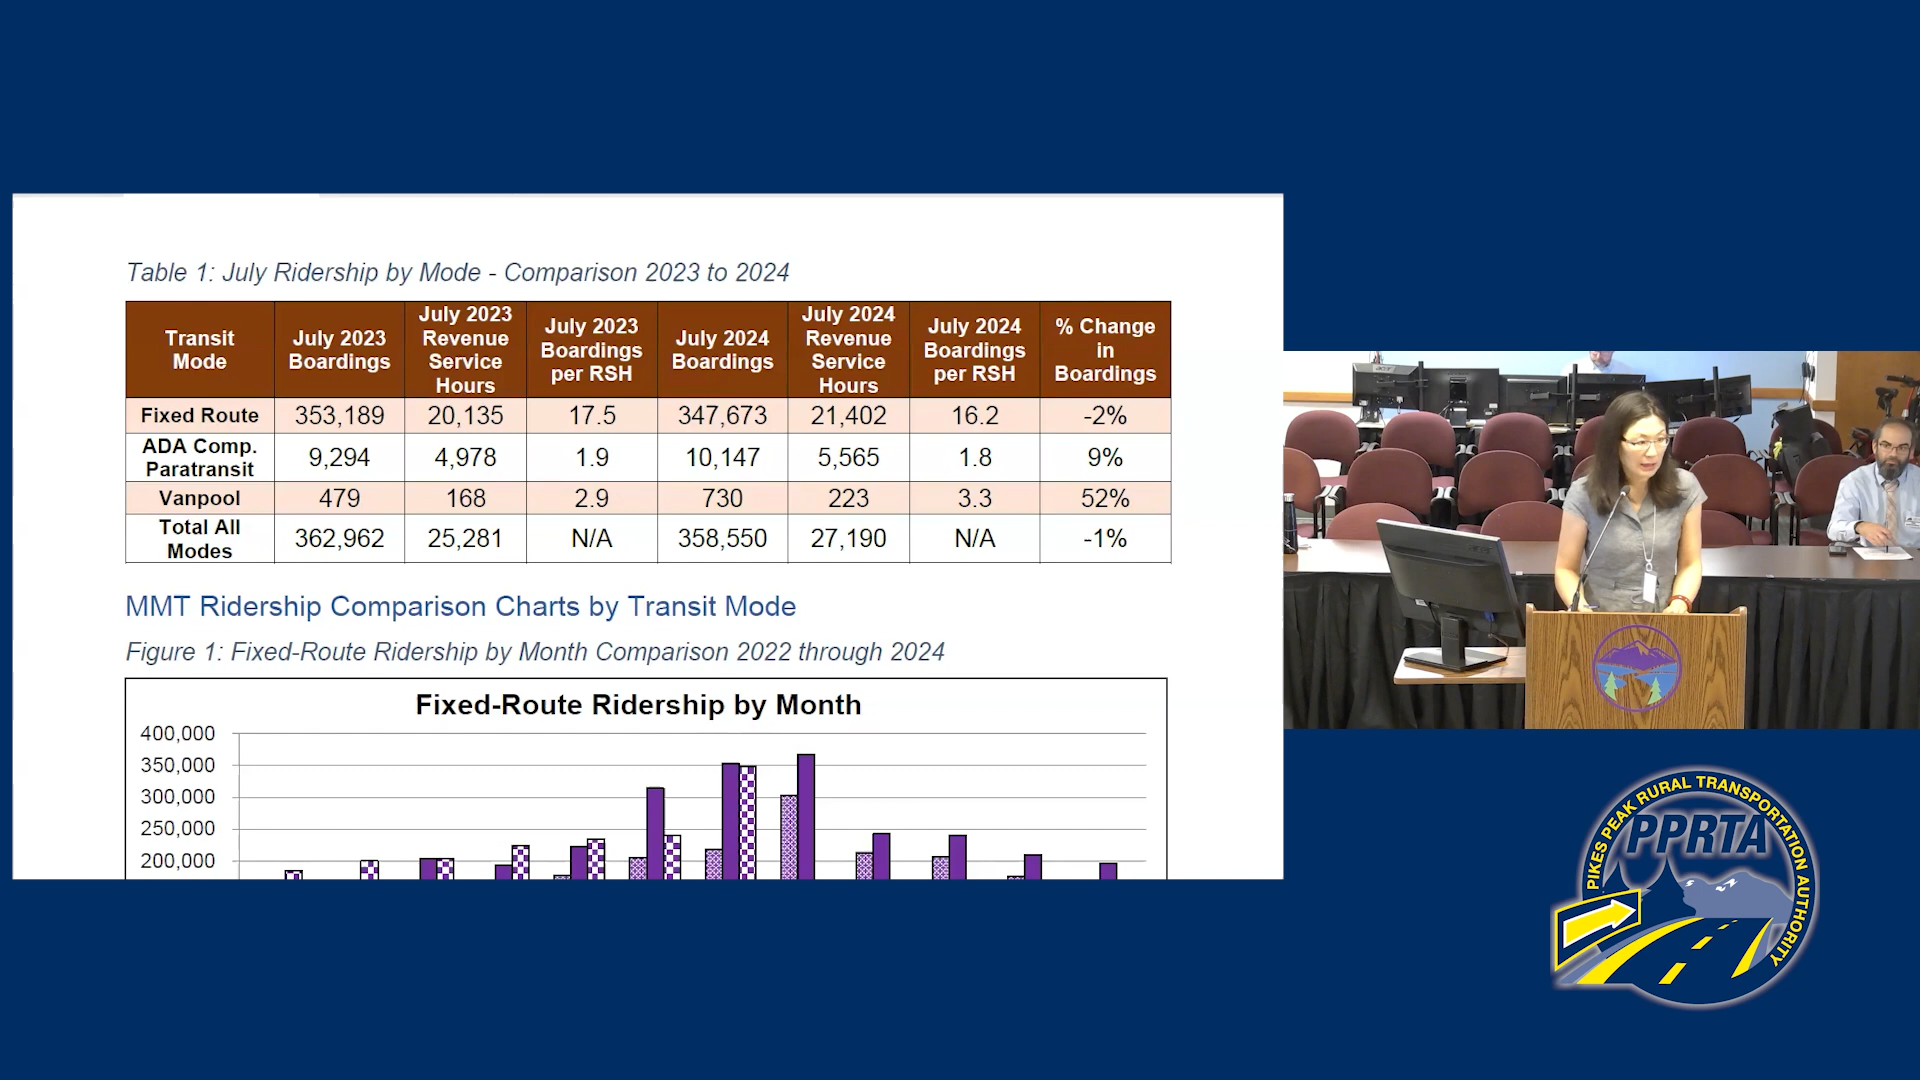 Table 1: July Ridership by Mode - Comparison 2023 to 2024
Transit Mode | July 2023 Boardings | July 2023 Revenue Service Hours | July 2023 Boardings per RSH | July 2024 Boardings | July 2024 Revenue Service Hours | July 2024 Boardings per RSH | % Change in Boardings
Fixed Route | 353,189 | 20,135 | 17.5 | 347,673 | 21,402 | 16.2 | -2%
ADA Comp. Paratransit | 9,294 | 4,978 | 1.9 | 10,147 | 5,565 | 1.8 | 9%
Vanpool | 479 | 168 | 2.9 | 730 | 223 | 3.3 | 52%
Total All Modes | 362,962 | 25,281 | N/A | 358,550 | 27,190 | N/A | -1%
MMT Ridership Comparison Charts by Transit Mode
Figure 1: Fixed-Route Ridership by Month Comparison 2022 through 2024
Fixed-Route Ridership by Month
400,000
350,000
300,000
250,000
200,000
PIKES PEAK RURAL TRANSPORTATION AUTHORITY
PPRTA